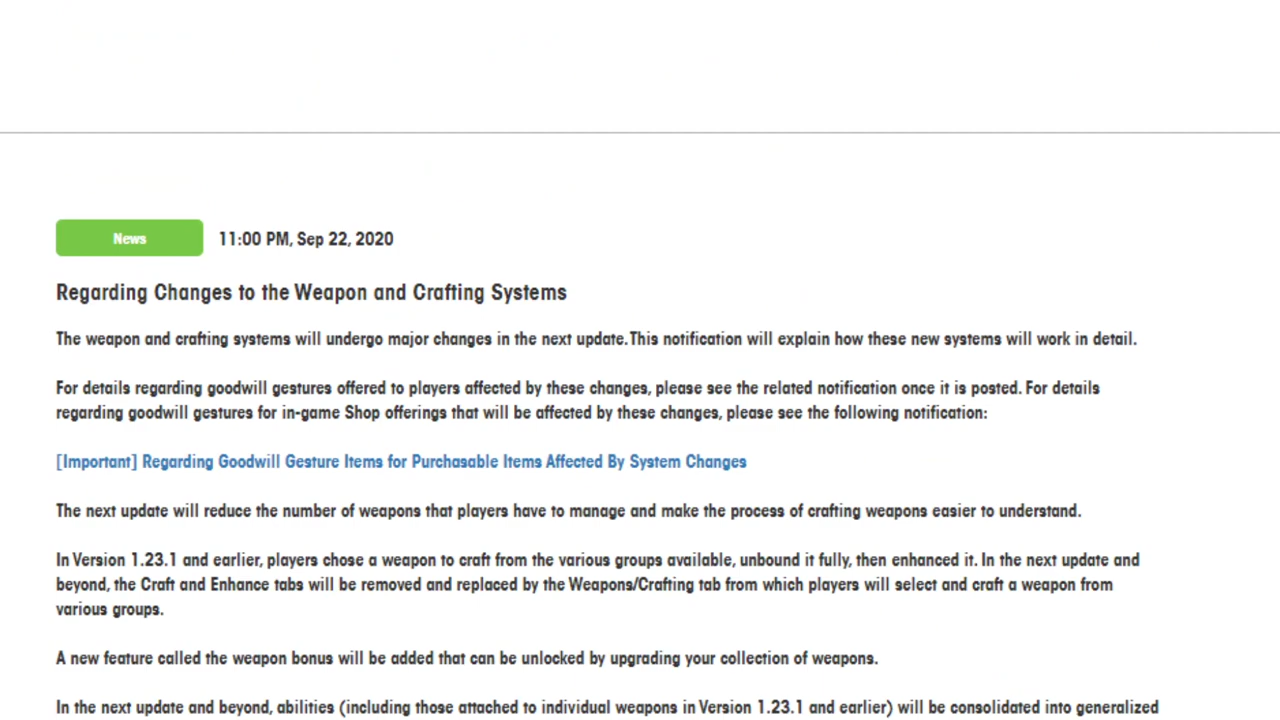 News 11:00 PM, Sep 22, 2020
Regarding Changes to the Weapon and Crafting Systems
The weapon and crafting systems will undergo major changes in the next update. This notification will explain how these new systems will work in detail.
For details regarding goodwill gestures offered to players affected by these changes, please see the related notification once it is posted. For details
regarding goodwill gestures for in-game Shop offerings that will be affected by these changes, please see the following notification:
[Important] Regarding Goodwill Gesture Items for Purchasable Items Affected By System Changes
The next update will reduce the number of weapons that players have to manage and make the process of crafting weapons easier to understand.
In Version 1.23.1 and earlier, players chose a weapon to craft from the various groups available, unbound it fully, then enhanced it. In the next update and
beyond, the Craft and Enhance tabs will be removed and replaced by the Weapons/Crafting tab from which players will select and craft a weapon from
various groups.
A new feature called the weapon bonus will be added that can be unlocked by upgrading your collection of weapons.
In the next update and beyond, abilities (including those attached to individual weapons in Version 1.23.1 and earlier) will be consolidated into generalized